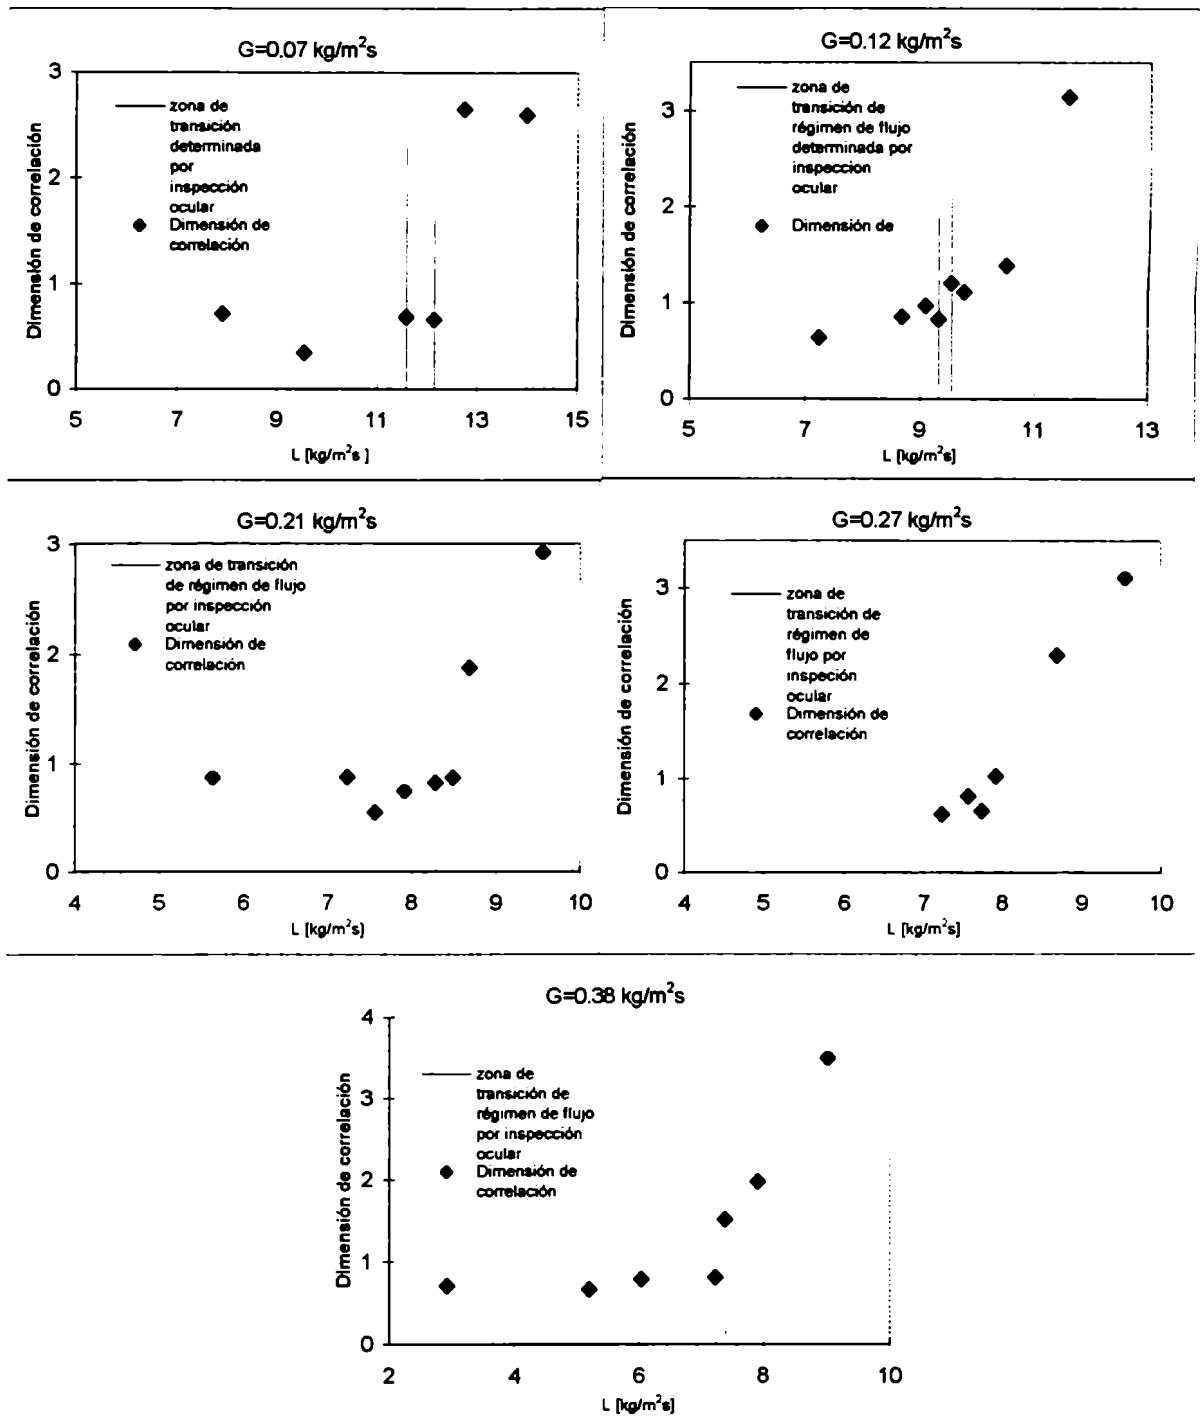 G=0.07 kg/m²s
Dimensión de correlación
3
2
1
0
zona de
transición
determinada
por
inspección
ocular
Dimensión de
correlación
5 7 9 11 13 15
L [kg/m²s ]
G=0.12 kg/m²s
Dimensión de correlación
3
2
1
0
zona de
transición de
régimen de flujo
determinada por
inspeccion
ocular
Dimensión de
5 7 9 11 13
L [kg/m²s]
G=0.21 kg/m²s
Dimensión de correlación
3
2
1
0
zona de transición
de régimen de flujo
por inspección
ocular
Dimensión de
correlación
4 5 6 7 8 9 10
L [kg/m²s]
G=0.27 kg/m²s
Dimensión de correlación
3
2
1
0
zona de
transición de
régimen de
flujo por
inspeción
ocular
Dimensión de
correlación
4 5 6 7 8 9 10
L [kg/m²s]
G=0.38 kg/m²s
Dimensión de correlación
4
3
2
1
0
zona de
transición de
régimen de flujo
por inspección
ocular
Dimensión de
correlación
2 4 6 8 10
L [kg/m²s]